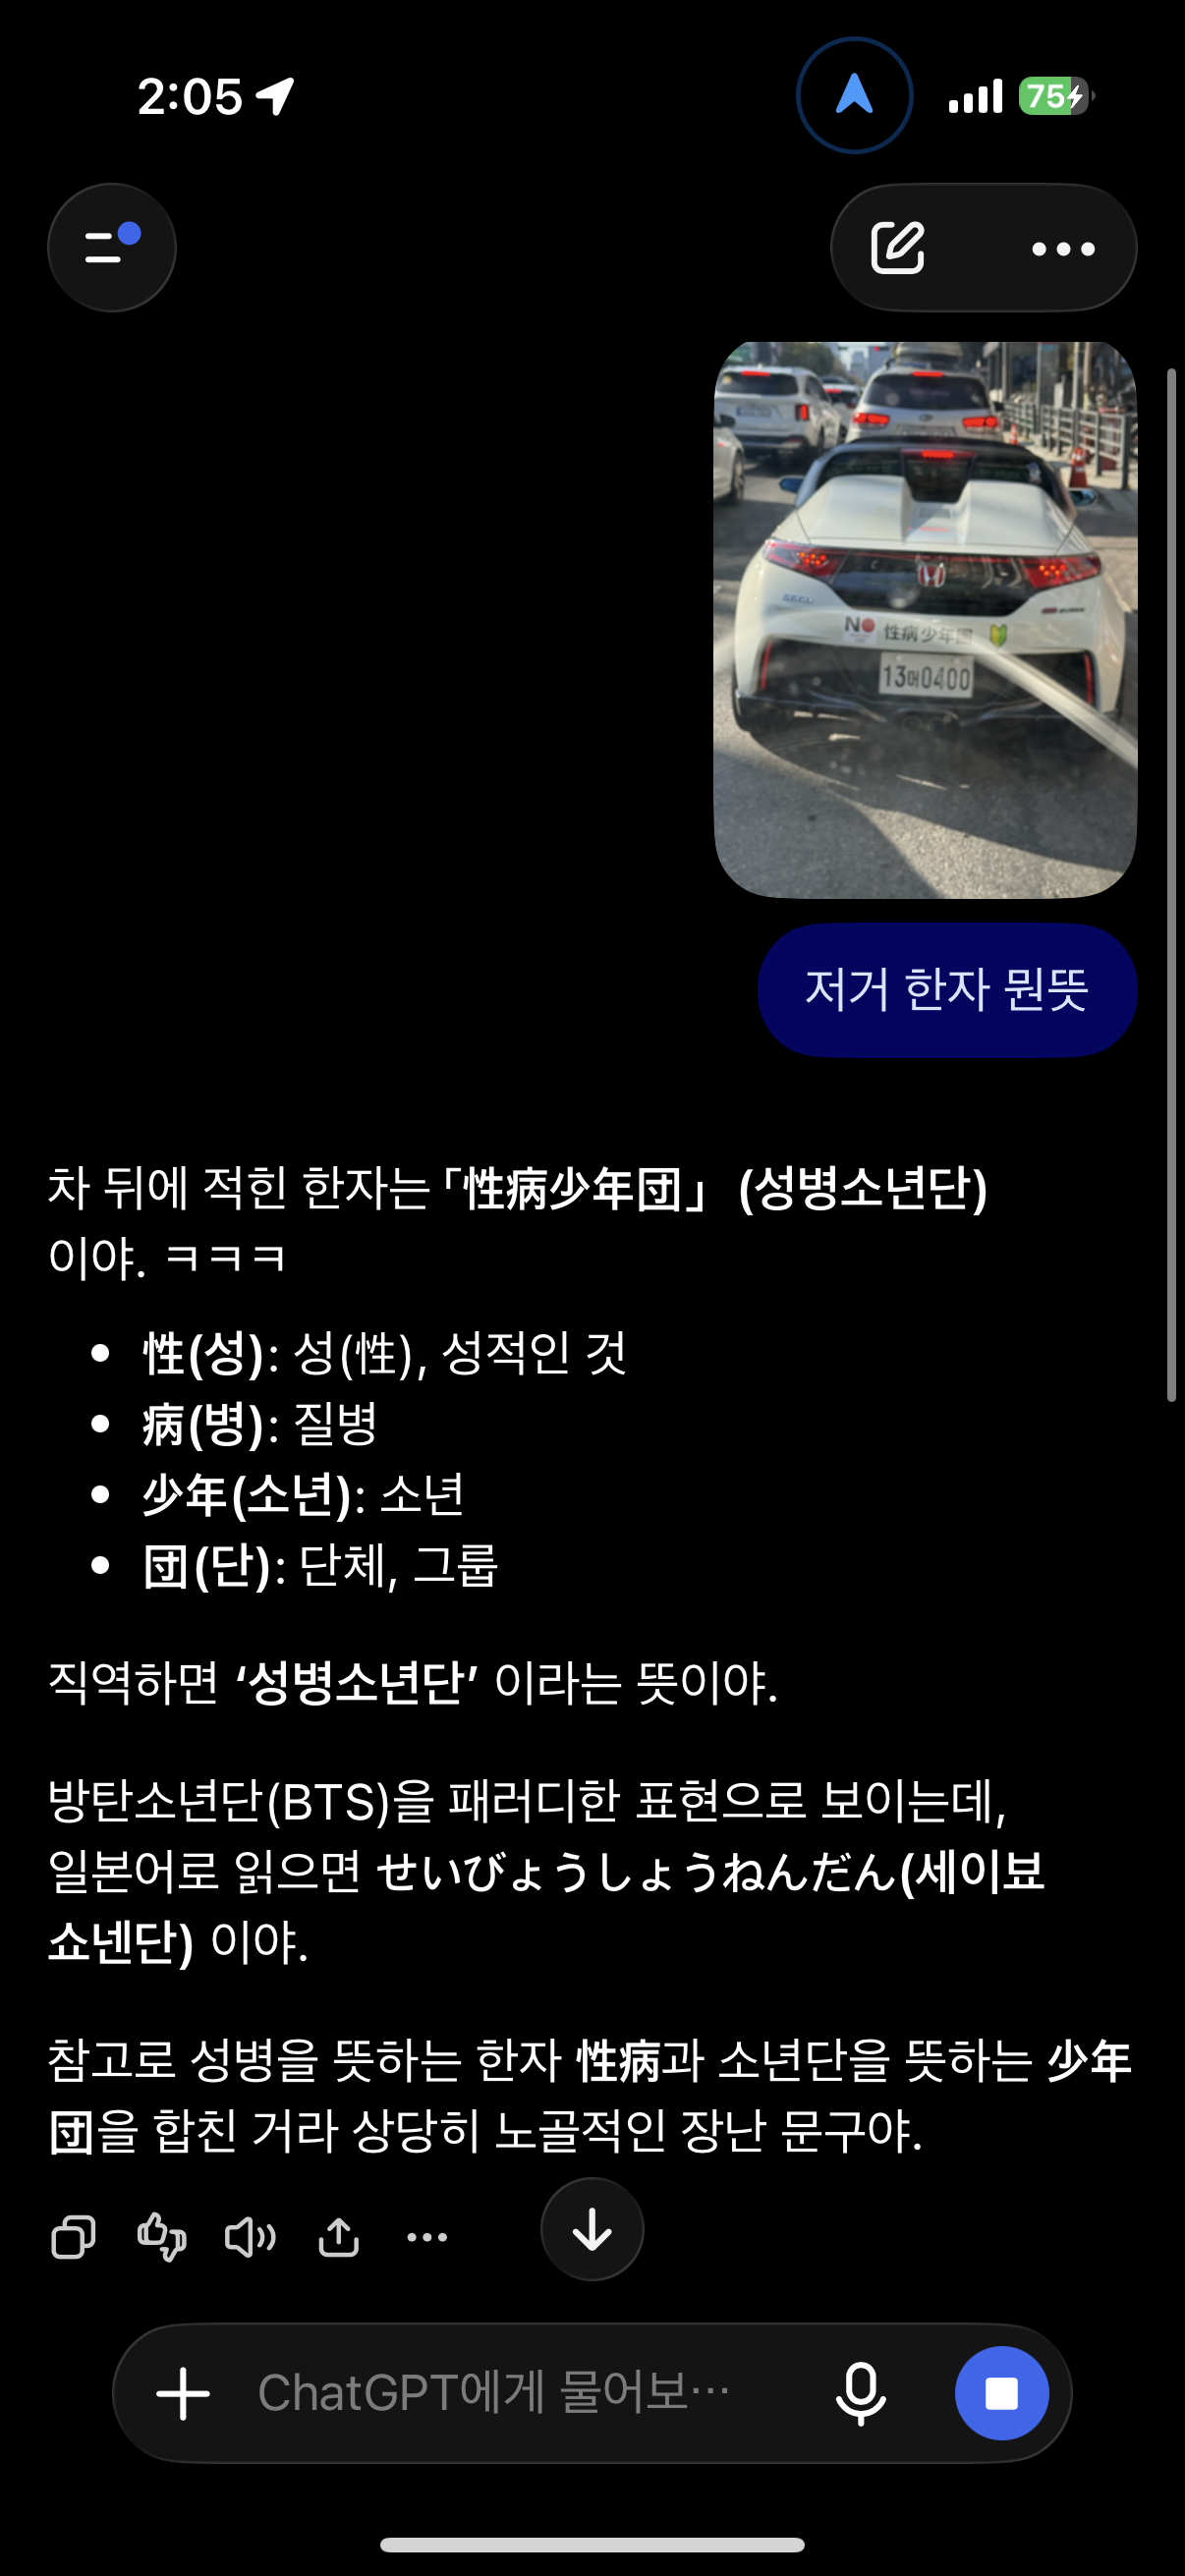 2:05
75
NO 性病少年団
13머0400
저거 한자 뭔뜻
차 뒤에 적힌 한자는 「性病少年団」 (성병소년단)
이야. ㅋㅋㅋ
• 性(성): 성(性), 성적인 것
• 病(병): 질병
• 少年(소년): 소년
• 団(단): 단체, 그룹
직역하면 ‘성병소년단’ 이라는 뜻이야.
방탄소년단(BTS)을 패러디한 표현으로 보이는데,
일본어로 읽으면 せいびょうしょうねんだん(세이뵤
쇼넨단) 이야.
참고로 성병을 뜻하는 한자 性病과 소년단을 뜻하는 少年
団을 합친 거라 상당히 노골적인 장난 문구야.
ChatGPT에게 물어보…